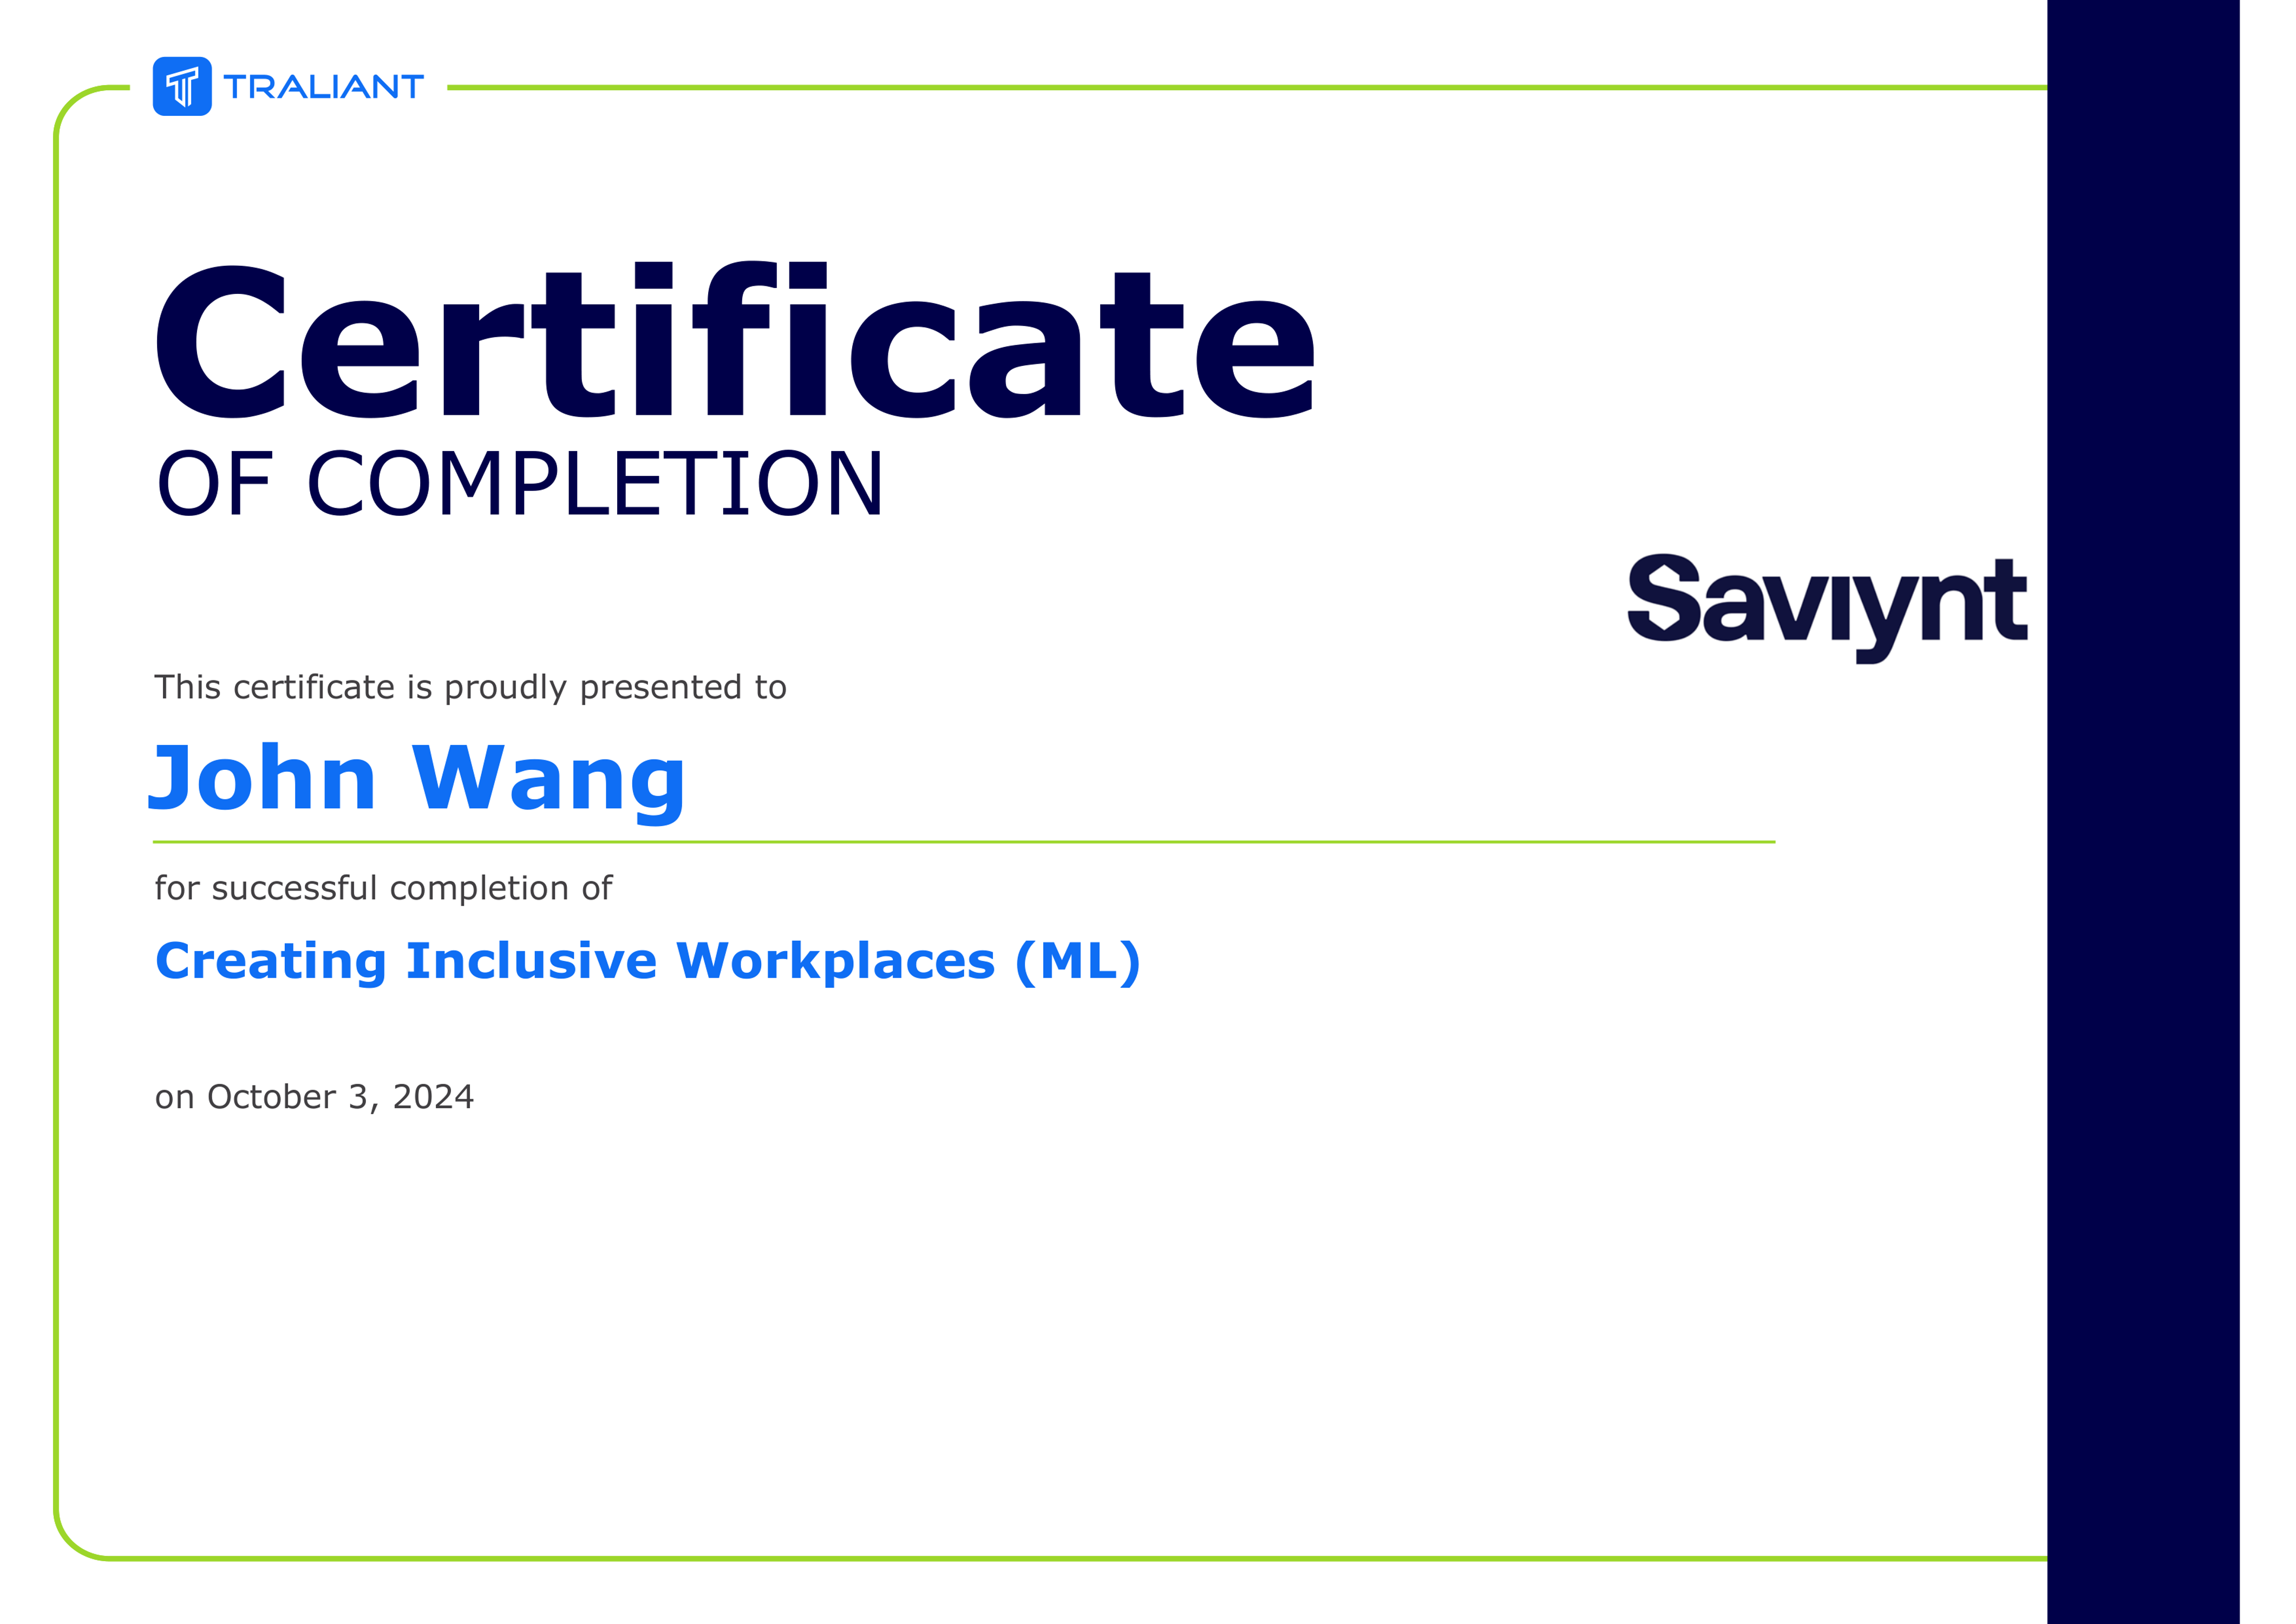 TRALIANT
Certificate
OF COMPLETION
Saviynt
This certificate is proudly presented to
John Wang
for successful completion of
Creating Inclusive Workplaces (ML)
on October 3, 2024